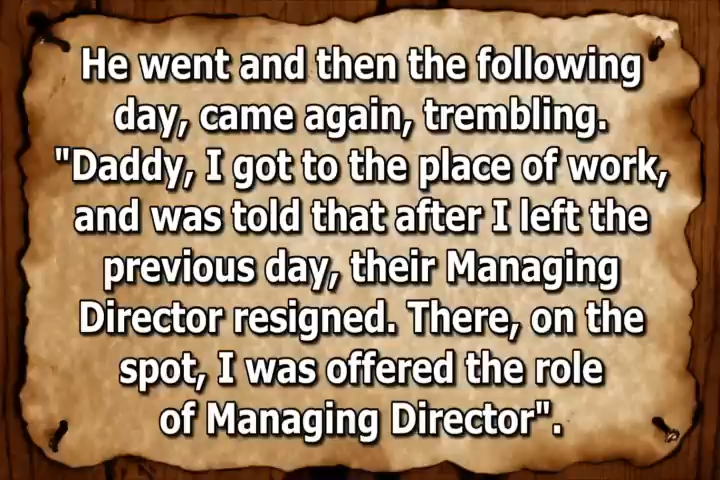 He went and then the following
day, came again, trembling.
"Daddy, I got to the place of work,
and was told that after I left the
previous day, their Managing
Director resigned. There, on the
spot, I was offered the role
of Managing Director".